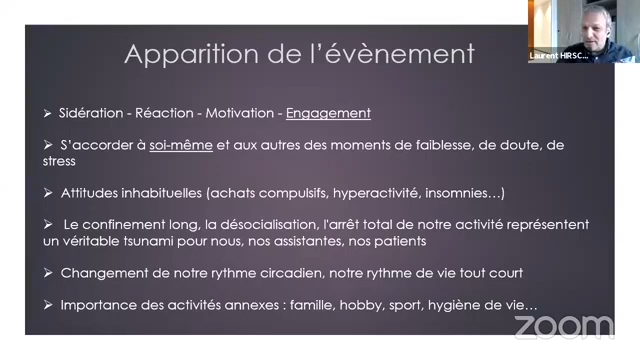 Laurent HIRSC...
Apparition de l'évènement
Sidération - Réaction - Motivation - Engagement
S'accorder à soi-même et aux autres des moments de faiblesse, de doute, de
stress
Attitudes inhabituelles (achats compulsifs, hyperactivité, insomnies...)
Le confinement long, la désocialisation, l'arrêt total de notre activité représentent
un véritable tsunami pour nous, nos assistantes, nos patients
Changement de notre rythme circadien, notre rythme de vie tout court
Importance des activités annexes : famille, hobby, sport, hygiène de vie...
zoom